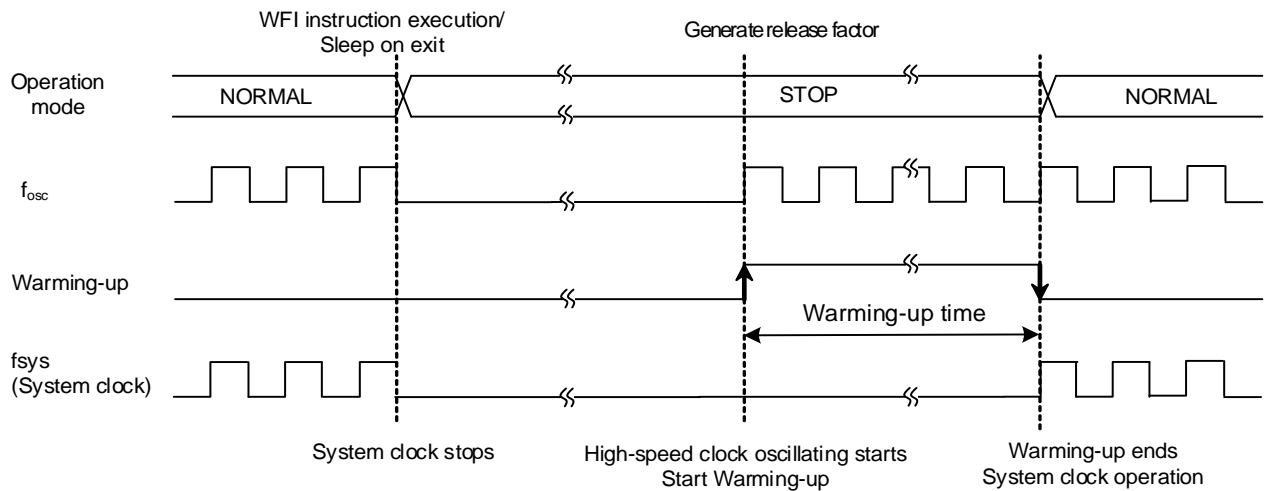 WFI instruction execution/
Sleep on exit
Generate release factor
Operation
mode
NORMAL
STOP
NORMAL
fosc
Warming-up
Warming-up time
fsys
(System clock)
System clock stops
High-speed clock oscillating starts
Start Warming-up
Warming-up ends
System clock operation